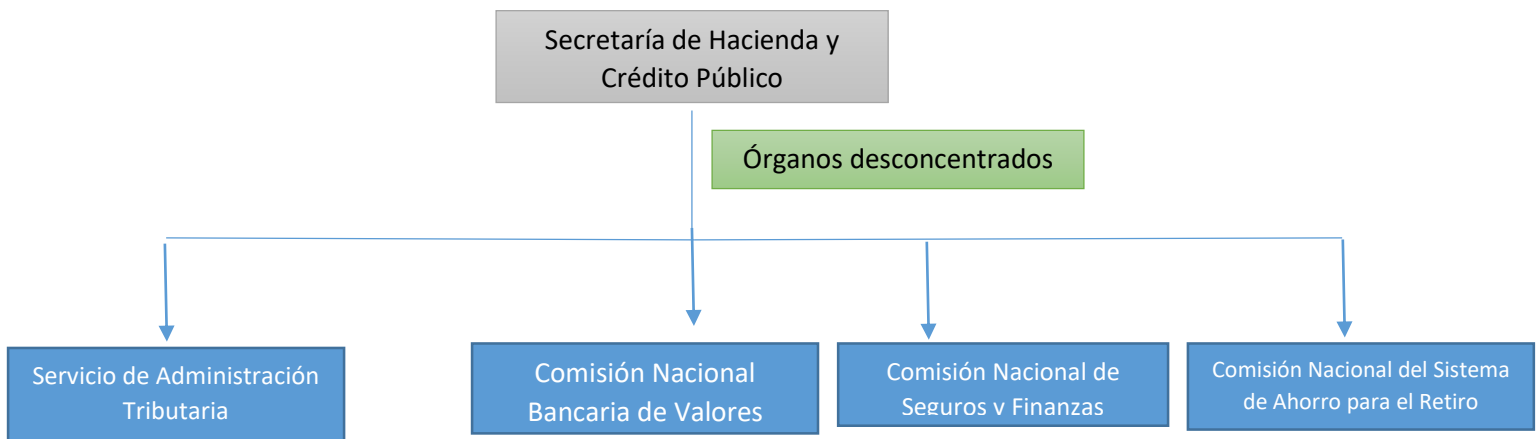 Secretaría de Hacienda y
Crédito Público
Órganos desconcentrados
Servicio de Administración
Tributaria
Comisión Nacional
Bancaria de Valores
Comisión Nacional de
Seguros y Finanzas
Comisión Nacional del Sistema
de Ahorro para el Retiro